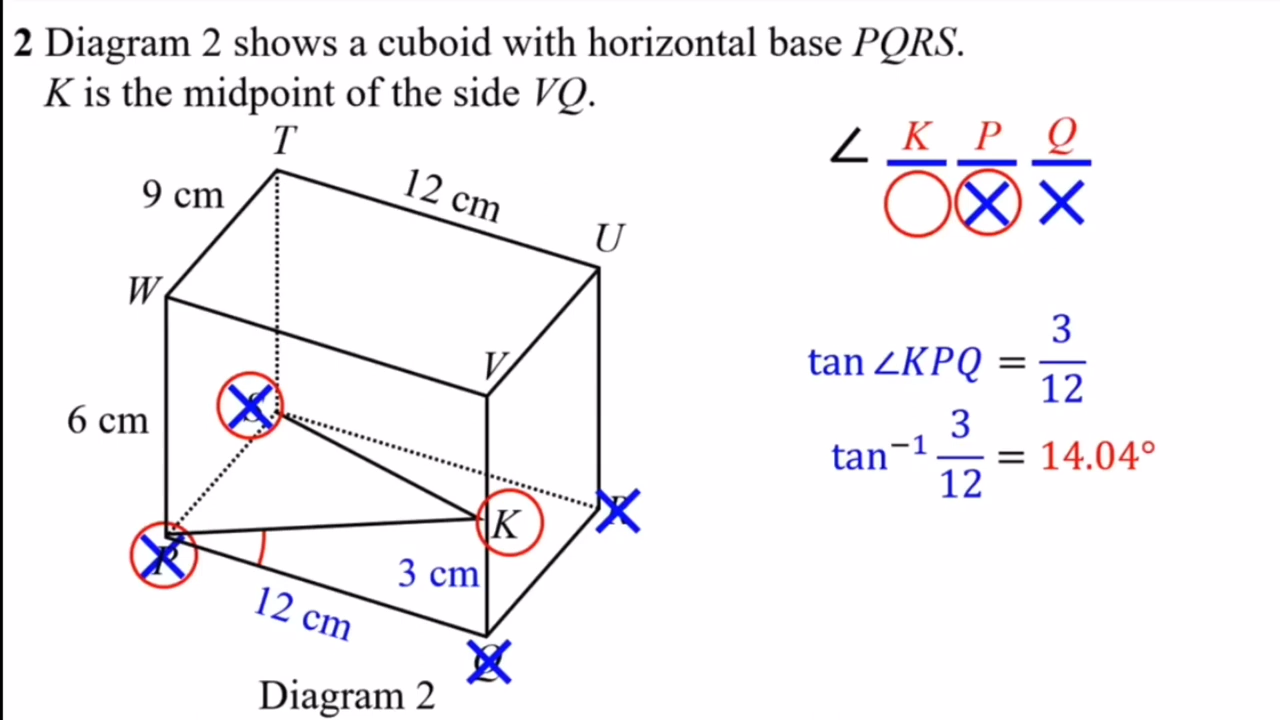 2 Diagram 2 shows a cuboid with horizontal base PQRS.
K is the midpoint of the side VQ.
T
9 cm
12 cm
U
W
V
6 cm
S
K
R
P
3 cm
12 cm
Q
Diagram 2
∠ K P Q
tan ∠KPQ = 3/12
tan⁻¹ 3/12 = 14.04°